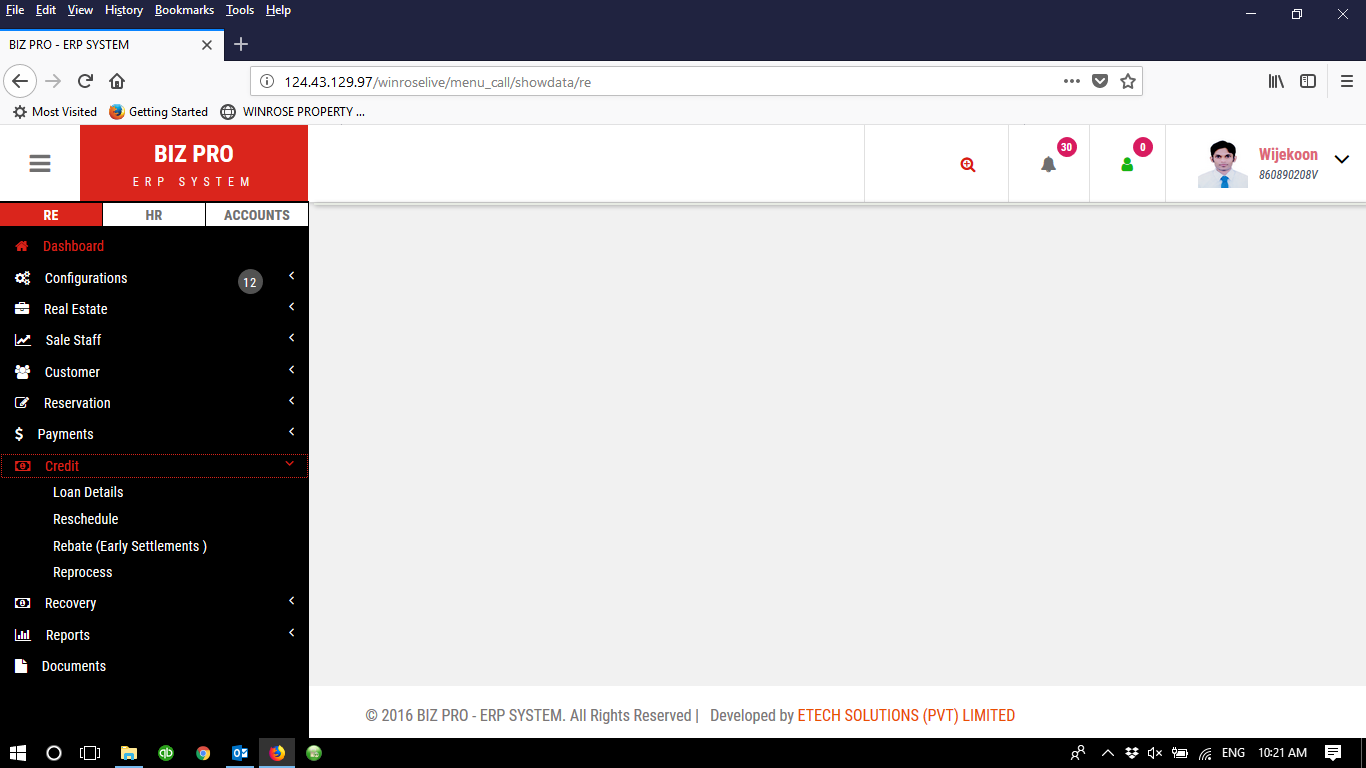 File Edit View History Bookmarks Tools Help
BIZ PRO - ERP SYSTEM
124.43.129.97/winroselive/menu_call/showdata/re
Most Visited Getting Started WINROSE PROPERTY ...
BIZ PRO
ERP SYSTEM
30
0
Wijekoon
860890208V
RE HR ACCOUNTS
Dashboard
Configurations 12
Real Estate
Sale Staff
Customer
Reservation
Payments
Credit
Loan Details
Reschedule
Rebate (Early Settlements )
Reprocess
Recovery
Reports
Documents
© 2016 BIZ PRO - ERP SYSTEM. All Rights Reserved | Developed by ETECH SOLUTIONS (PVT) LIMITED
ENG 10:21 AM